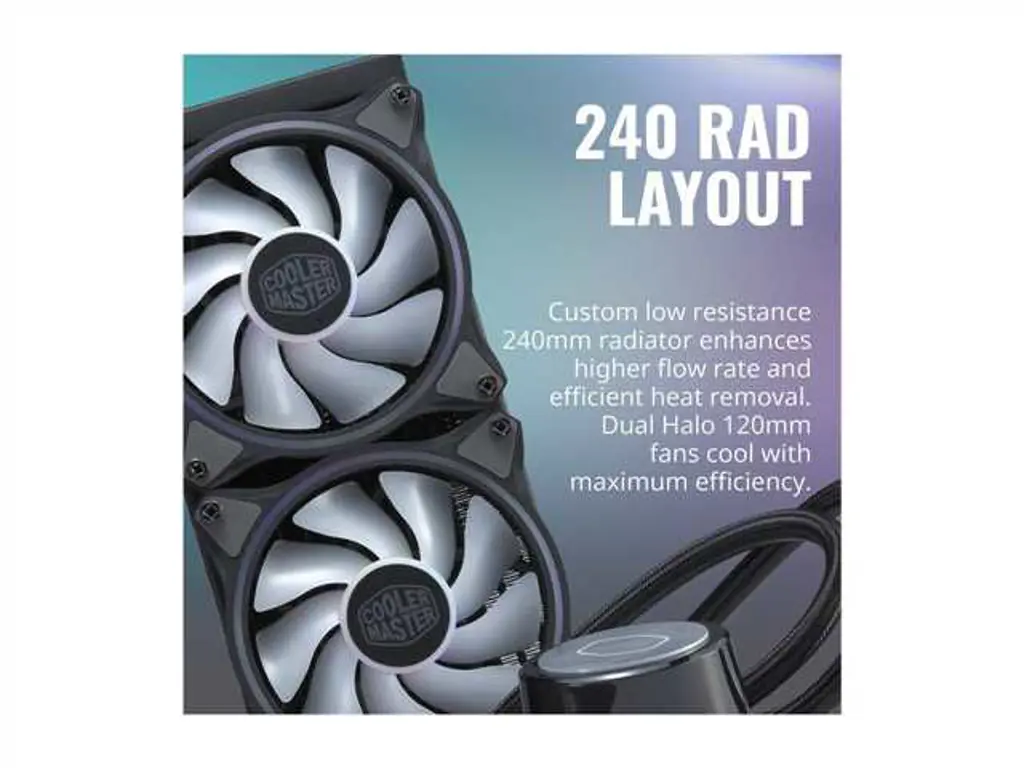 240 RAD
LAYOUT
Custom low resistance
240mm radiator enhances
higher flow rate and
efficient heat removal.
Dual Halo 120mm
fans cool with
maximum efficiency.
COOLER
MASTER
COOLER
MASTER